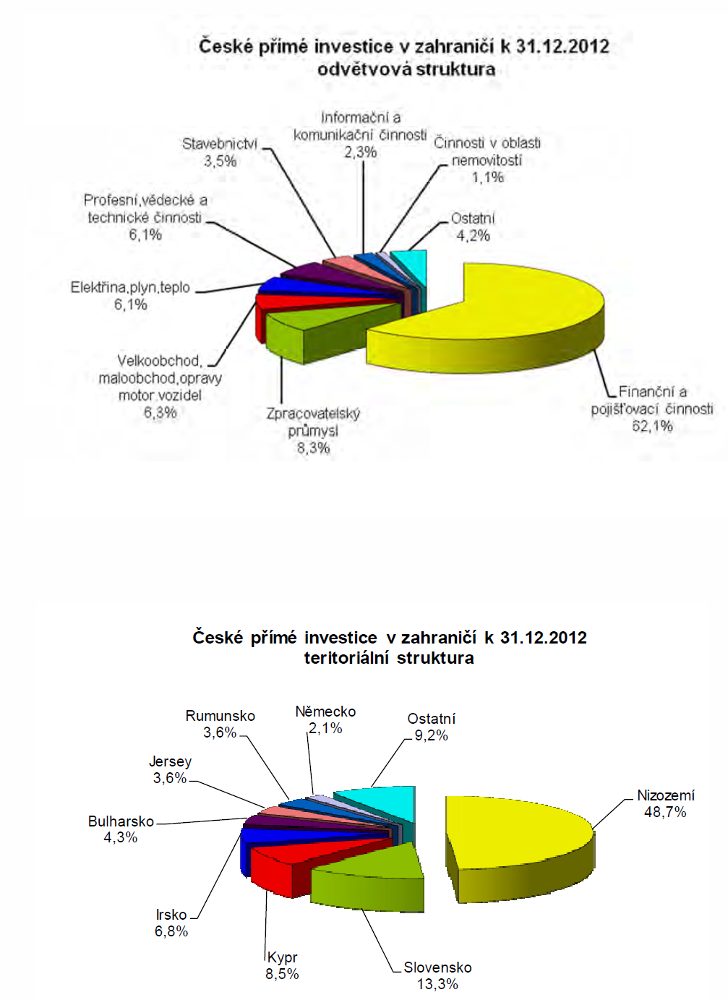 České přímé investice v zahraničí k 31.12.2012
odvětvová struktura
Informační a
komunikační činnosti
2,3%
Stavebnictví
3,5%
Činnosti v oblasti
nemovitostí
1,1%
Profesní,vědecké a
technické činnosti
6,1%
Ostatní
4,2%
Elektřina,plyn,teplo
6,1%
Velkoobchod,
maloobchod,opravy
motor.vozidel
6,3%
Zpracovatelský
průmysl
8,3%
Finanční a
pojišťovací činnosti
62,1%
České přímé investice v zahraničí k 31.12.2012
teritoriální struktura
Rumunsko
3,6%
Německo
2,1%
Ostatní
9,2%
Jersey
3,6%
Nizozemí
48,7%
Bulharsko
4,3%
Irsko
6,8%
Kypr
8,5%
Slovensko
13,3%